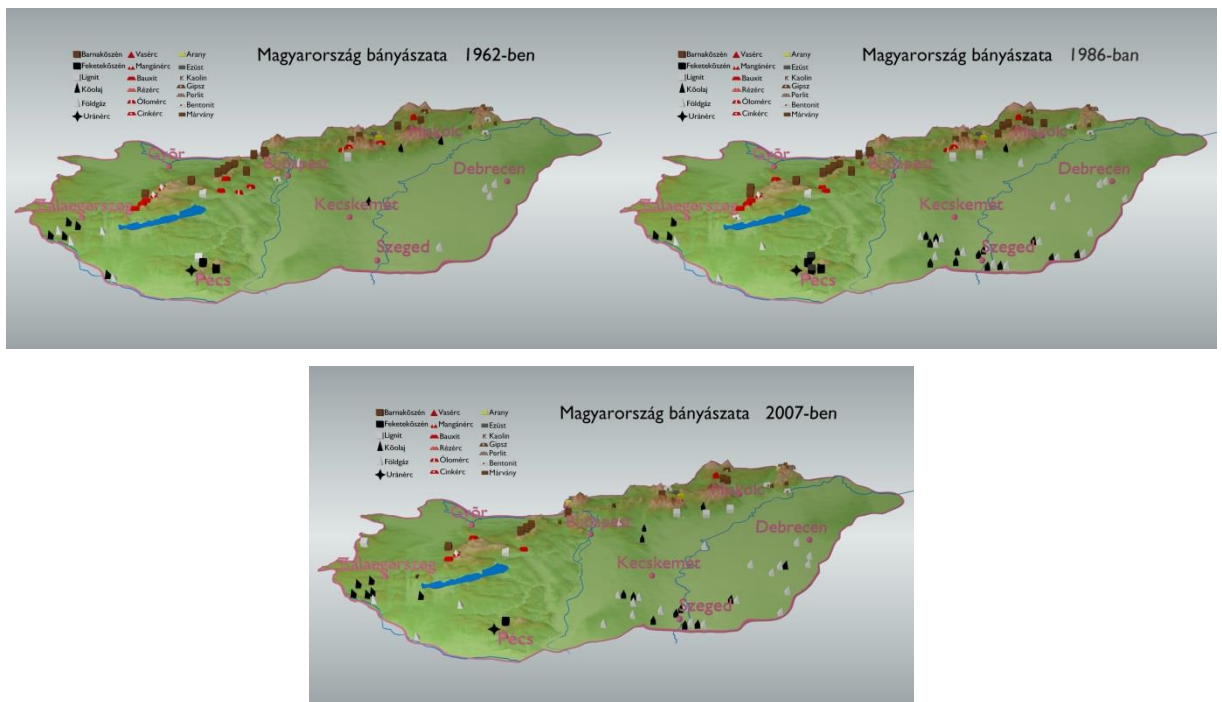 Magyarország bányászata 1962-ben
Barnakőszén Vasérc Arany
Feketekőszén Mangánérc Ezüst
Lignit Bauxit Kaolin
Gipsz
Kőolaj Rézérc Perlit
Földgáz Ólomérc Bentonit
Uránérc Cinkérc Márvány
Miskolc
Győr
Budapest
Debrecen
Zalaegerszeg
Kecskemét
Szeged
Pécs
Magyarország bányászata 1986-ban
Barnakőszén Vasérc Arany
Feketekőszén Mangánérc Ezüst
Lignit Bauxit Kaolin
Gipsz
Kőolaj Rézérc Perlit
Földgáz Ólomérc Bentonit
Uránérc Cinkérc Márvány
Miskolc
Győr
Budapest
Debrecen
Zalaegerszeg
Kecskemét
Szeged
Pécs
Magyarország bányászata 2007-ben
Barnakőszén Vasérc Arany
Feketekőszén Mangánérc Ezüst
Lignit Bauxit Kaolin
Gipsz
Kőolaj Rézérc Perlit
Földgáz Ólomérc Bentonit
Uránérc Cinkérc Márvány
Miskolc
Győr
Budapest
Debrecen
Zalaegerszeg
Kecskemét
Szeged
Pécs